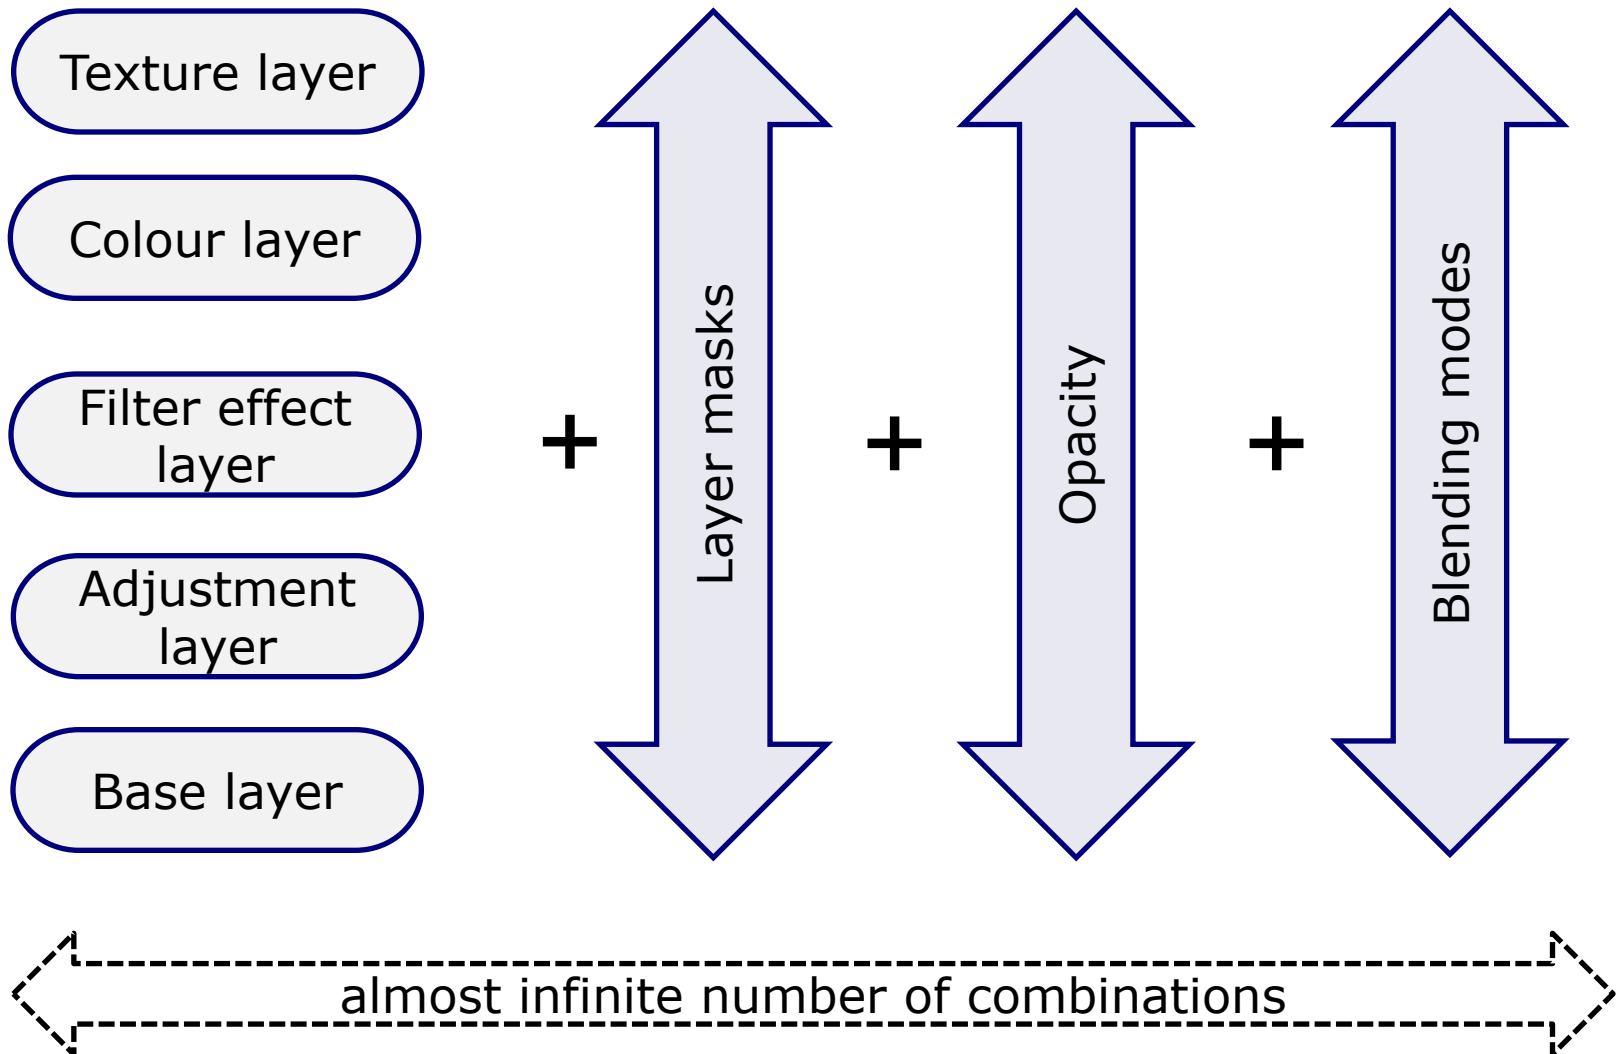 Texture layer
Colour layer
Filter effect
layer
Adjustment
layer
Base layer
+
Layer masks
+
Opacity
+
Blending modes
almost infinite number of combinations